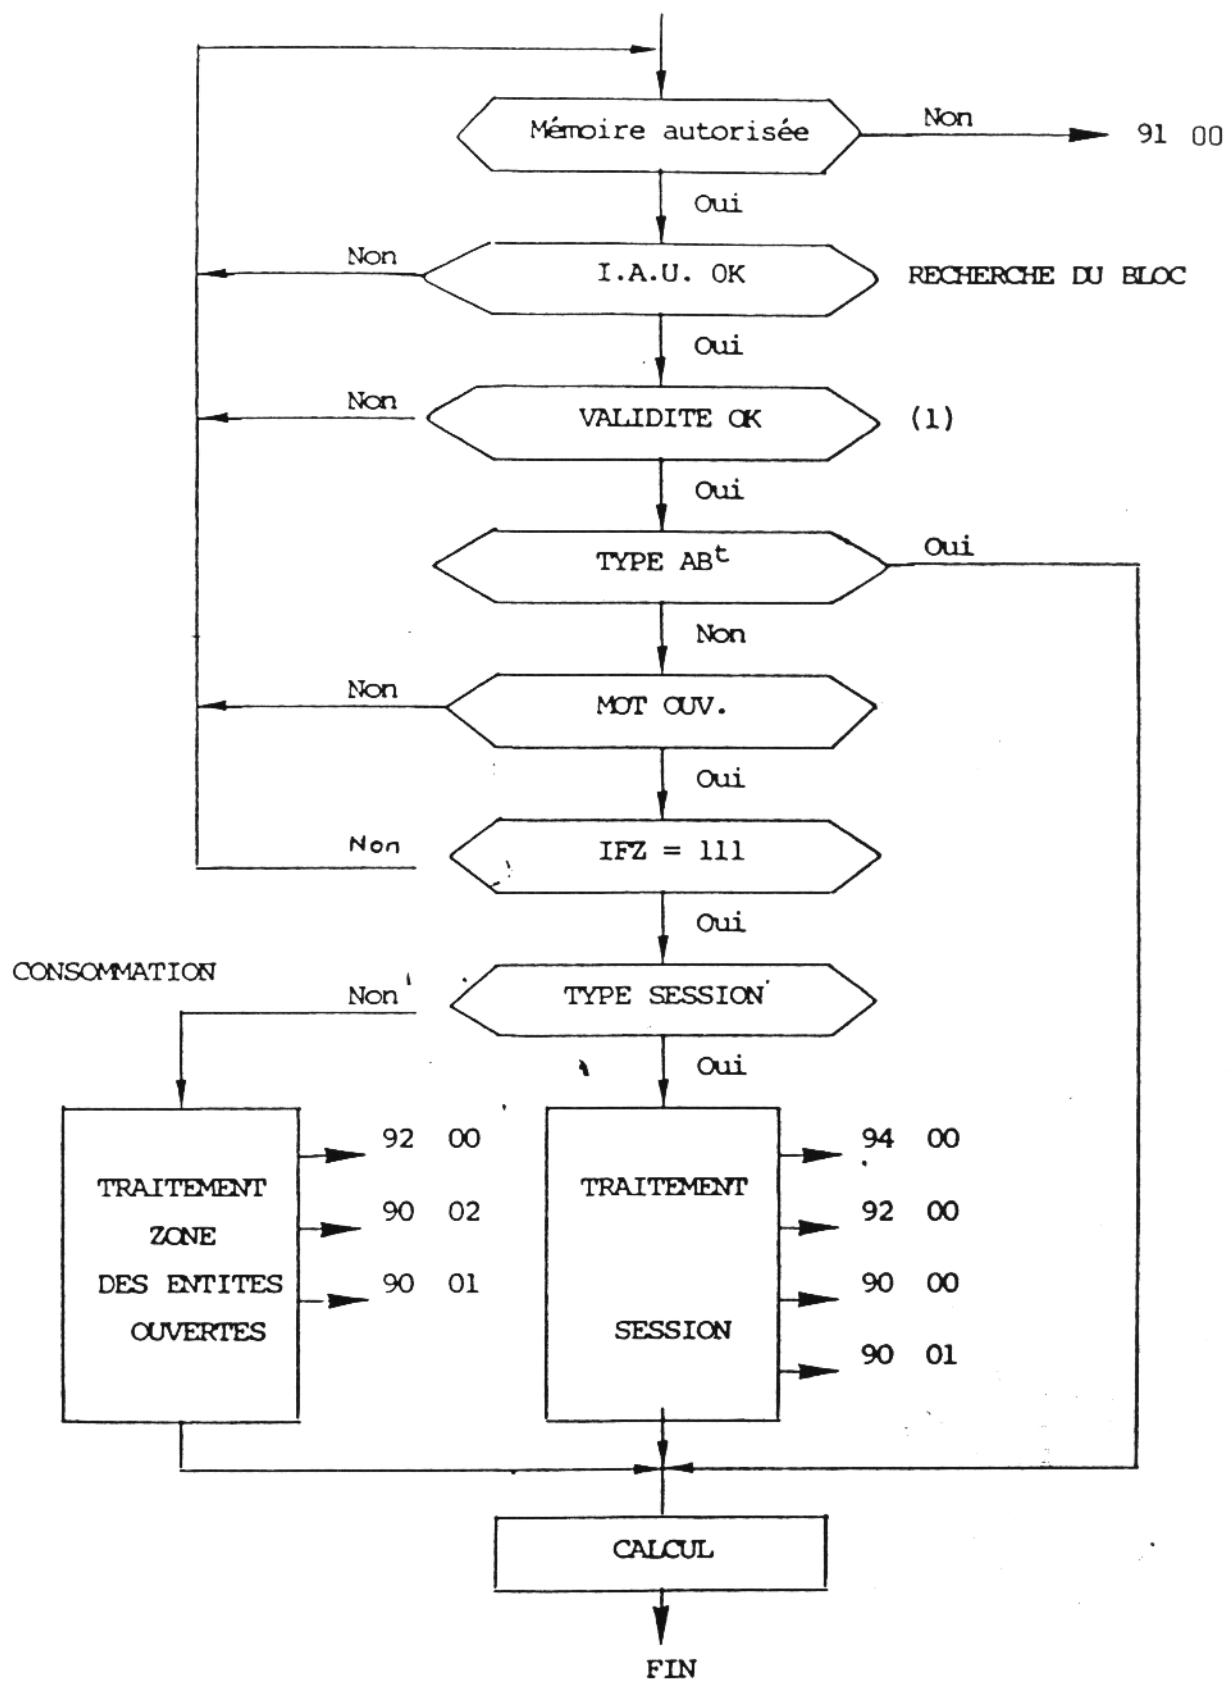 Mémoire autorisée
Non
91 00
Oui
Non
I.A.U. OK
RECHERCHE DU BLOC
Oui
Non
VALIDITE OK
(1)
Oui
TYPE ABt
Oui
Non
Non
MOT OUV.
Oui
Non
IFZ = 111
Oui
CONSOMMATION
Non
TYPE SESSION
Oui
TRAITEMENT
ZONE
DES ENTITES
OUVERTES
92 00
90 02
90 01
TRAITEMENT
SESSION
94 00
92 00
90 00
90 01
CALCUL
FIN